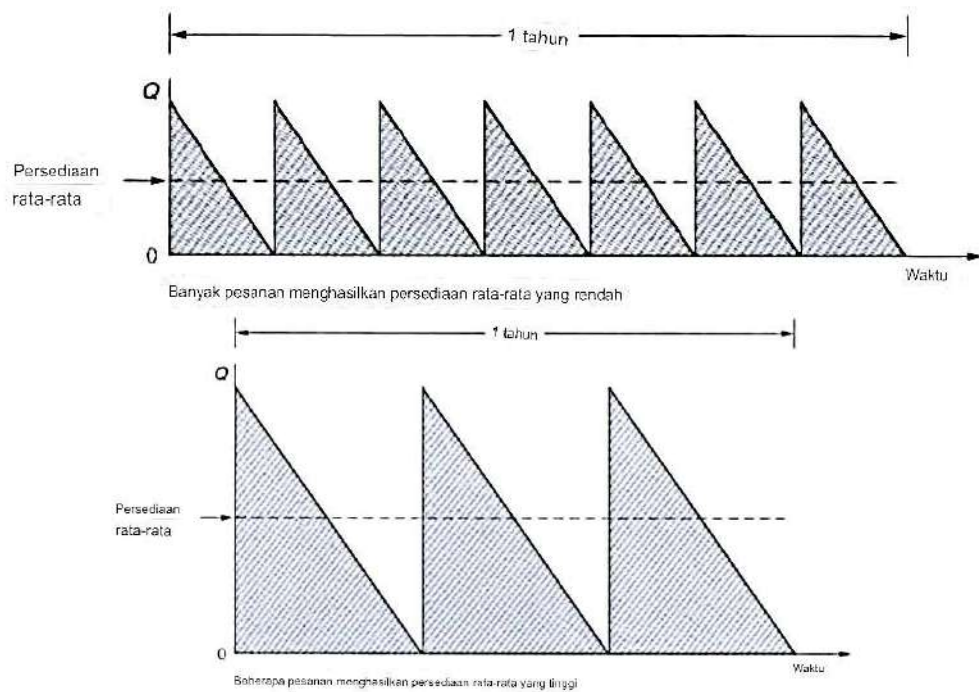 1 tahun
Q
Persediaan
rata-rata
0
Waktu
Banyak pesanan menghasilkan persediaan rata-rata yang rendah
1 tahun
Q
Persediaan
rata-rata
0
Waktu
Beberapa pesanan menghasilkan persediaan rata-rata yang tinggi